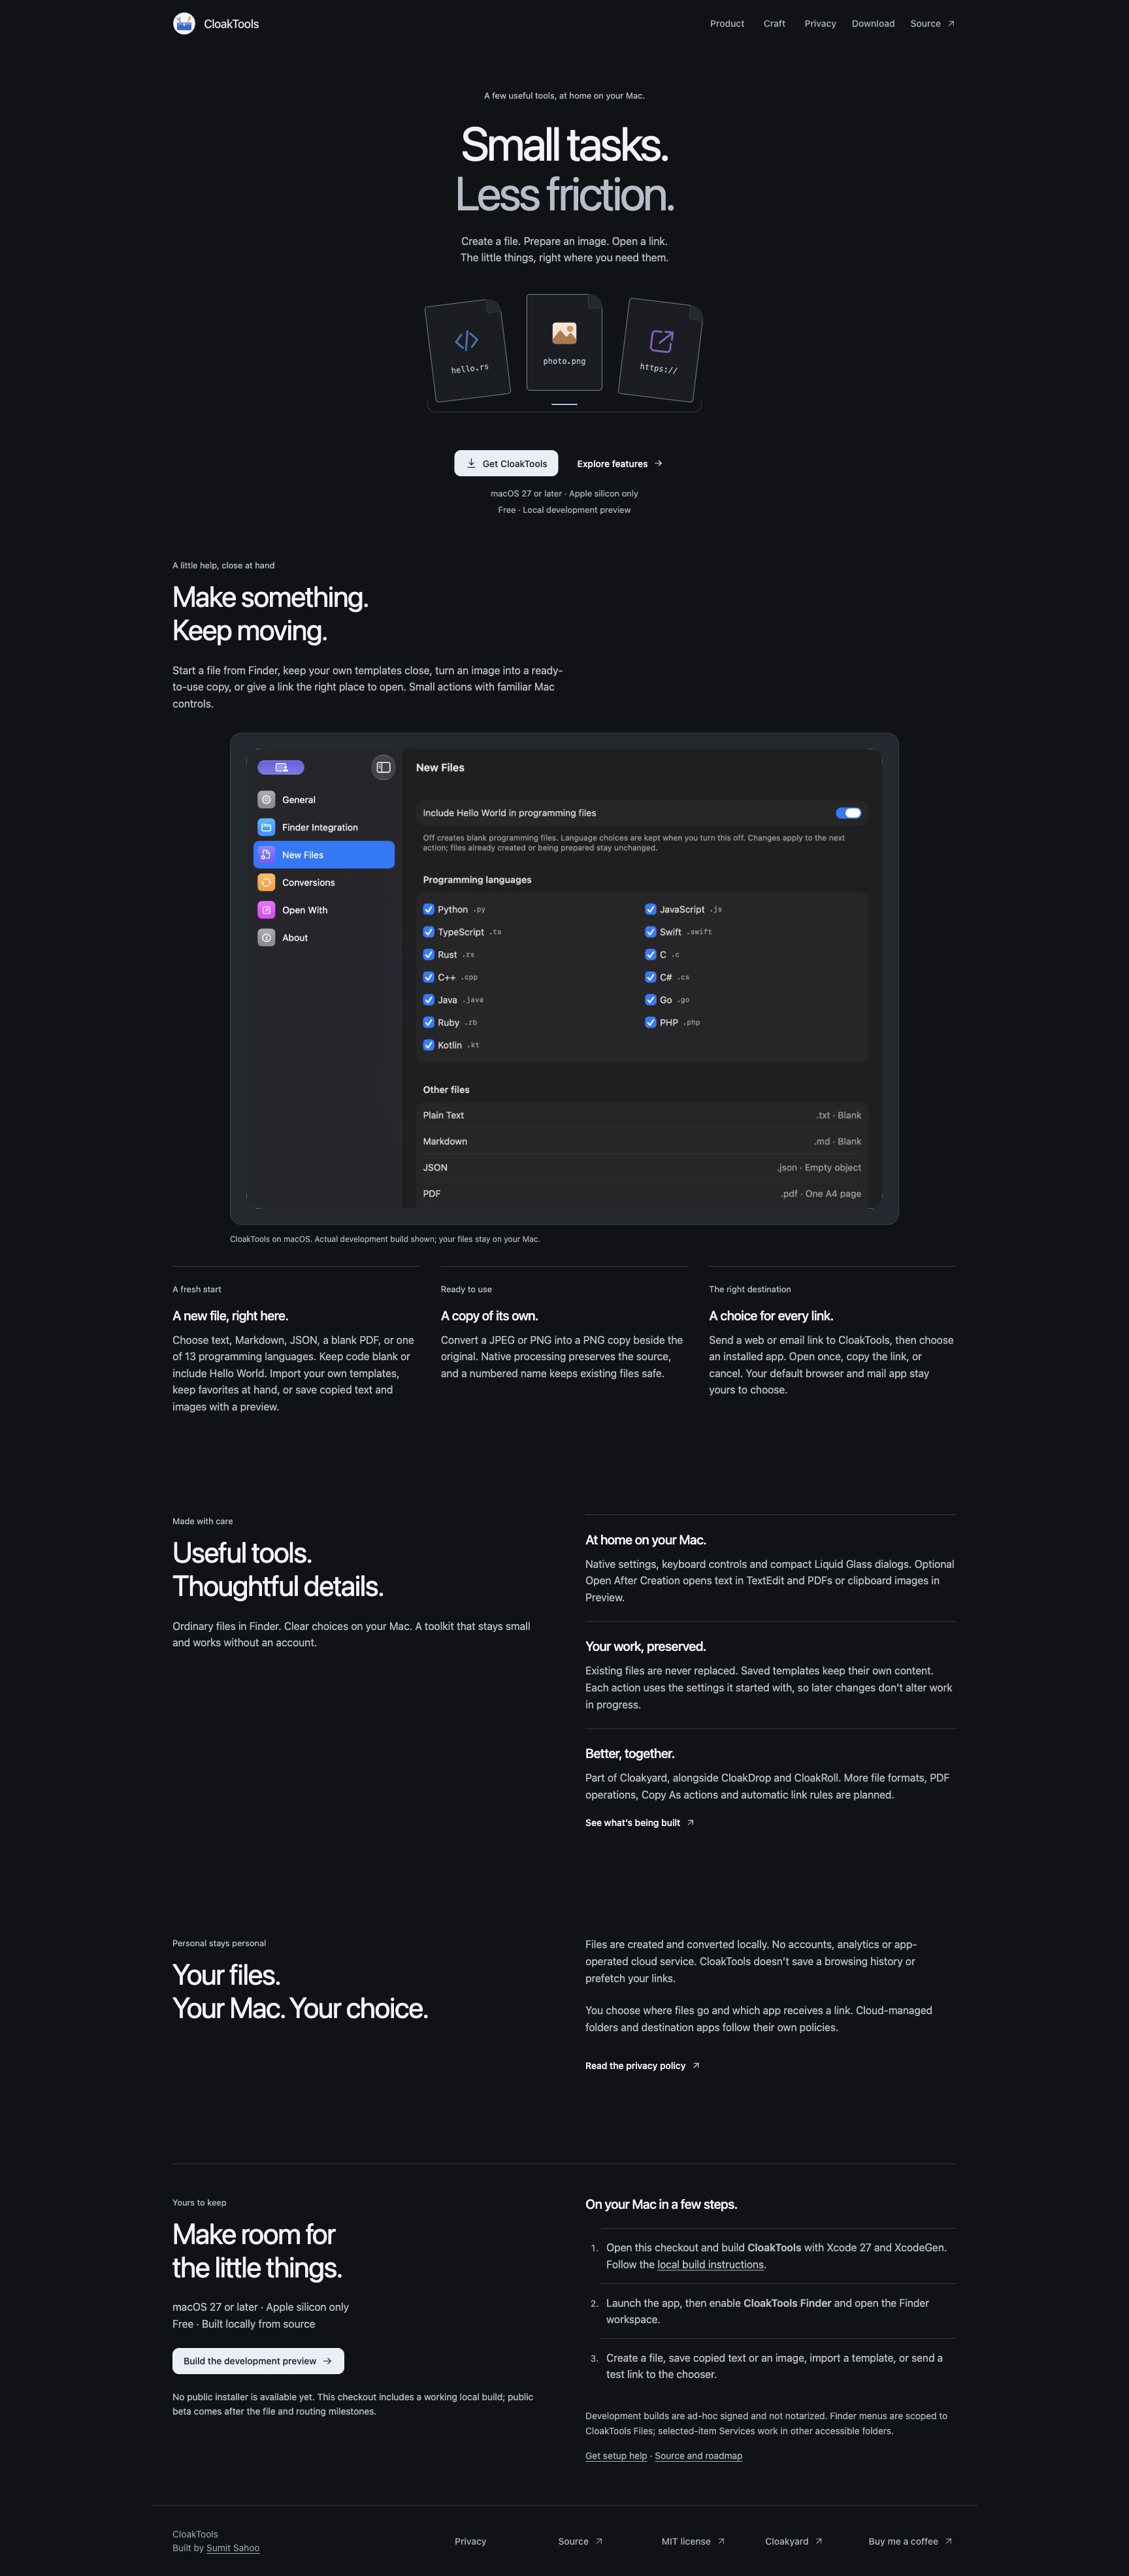 CloakTools
Product
Craft
Privacy
Download
Source
A few useful tools, at home on your Mac.
Small tasks.
Less friction.
Create a file. Prepare an image. Open a link.
The little things, right where you need them.
hello.rs
photo.png
https://
Get CloakTools
Explore features
macOS 27 or later · Apple silicon only
Free · Local development preview
A little help, close at hand
Make something.
Keep moving.
Start a file from Finder, keep your own templates close, turn an image into a ready-
to-use copy, or give a link the right place to open. Small actions with familiar Mac
controls.
General
Finder Integration
New Files
Conversions
Open With
About
New Files
Include Hello World in programming files
Off creates blank programming files. Language choices are kept when you turn this off. Changes apply to the next
action; files already created or being prepared stay unchanged.
Programming languages
Python .py
JavaScript .js
TypeScript .ts
Swift .swift
Rust .rs
C .c
C++ .cpp
C# .cs
Java .java
Go .go
Ruby .rb
PHP .php
Kotlin .kt
Other files
Plain Text .txt · Blank
Markdown .md · Blank
JSON .json · Empty object
PDF .pdf · One A4 page
CloakTools on macOS. Actual development build shown; your files stay on your Mac.
A fresh start
A new file, right here.
Choose text, Markdown, JSON, a blank PDF, or one
of 13 programming languages. Keep code blank or
include Hello World. Import your own templates,
keep favorites at hand, or save copied text and
images with a preview.
Ready to use
A copy of its own.
Convert a JPEG or PNG into a PNG copy beside the
original. Native processing preserves the source,
and a numbered name keeps existing files safe.
The right destination
A choice for every link.
Send a web or email link to CloakTools, then choose
an installed app. Open once, copy the link, or
cancel. Your default browser and mail app stay
yours to choose.
Made with care
Useful tools.
Thoughtful details.
Ordinary files in Finder. Clear choices on your Mac. A toolkit that stays small
and works without an account.
At home on your Mac.
Native settings, keyboard controls and compact Liquid Glass dialogs. Optional
Open After Creation opens text in TextEdit and PDFs or clipboard images in
Preview.
Your work, preserved.
Existing files are never replaced. Saved templates keep their own content.
Each action uses the settings it started with, so later changes don’t alter work
in progress.
Better, together.
Part of Cloakyard, alongside CloakDrop and CloakRoll. More file formats, PDF
operations, Copy As actions and automatic link rules are planned.
See what’s being built
Personal stays personal
Your files.
Your Mac. Your choice.
Files are created and converted locally. No accounts, analytics or app-
operated cloud service. CloakTools doesn’t save a browsing history or
prefetch your links.
You choose where files go and which app receives a link. Cloud-managed
folders and destination apps follow their own policies.
Read the privacy policy
Yours to keep
Make room for
the little things.
macOS 27 or later · Apple silicon only
Free · Built locally from source
Build the development preview
No public installer is available yet. This checkout includes a working local build; public
beta comes after the file and routing milestones.
On your Mac in a few steps.
1. Open this checkout and build CloakTools with Xcode 27 and XcodeGen.
Follow the local build instructions.
2. Launch the app, then enable CloakTools Finder and open the Finder
workspace.
3. Create a file, save copied text or an image, import a template, or send a
test link to the chooser.
Development builds are ad-hoc signed and not notarized. Finder menus are scoped to
CloakTools Files; selected-item Services work in other accessible folders.
Get setup help · Source and roadmap
CloakTools
Built by Sumit Sahoo
Privacy
Source
MIT license
Cloakyard
Buy me a coffee